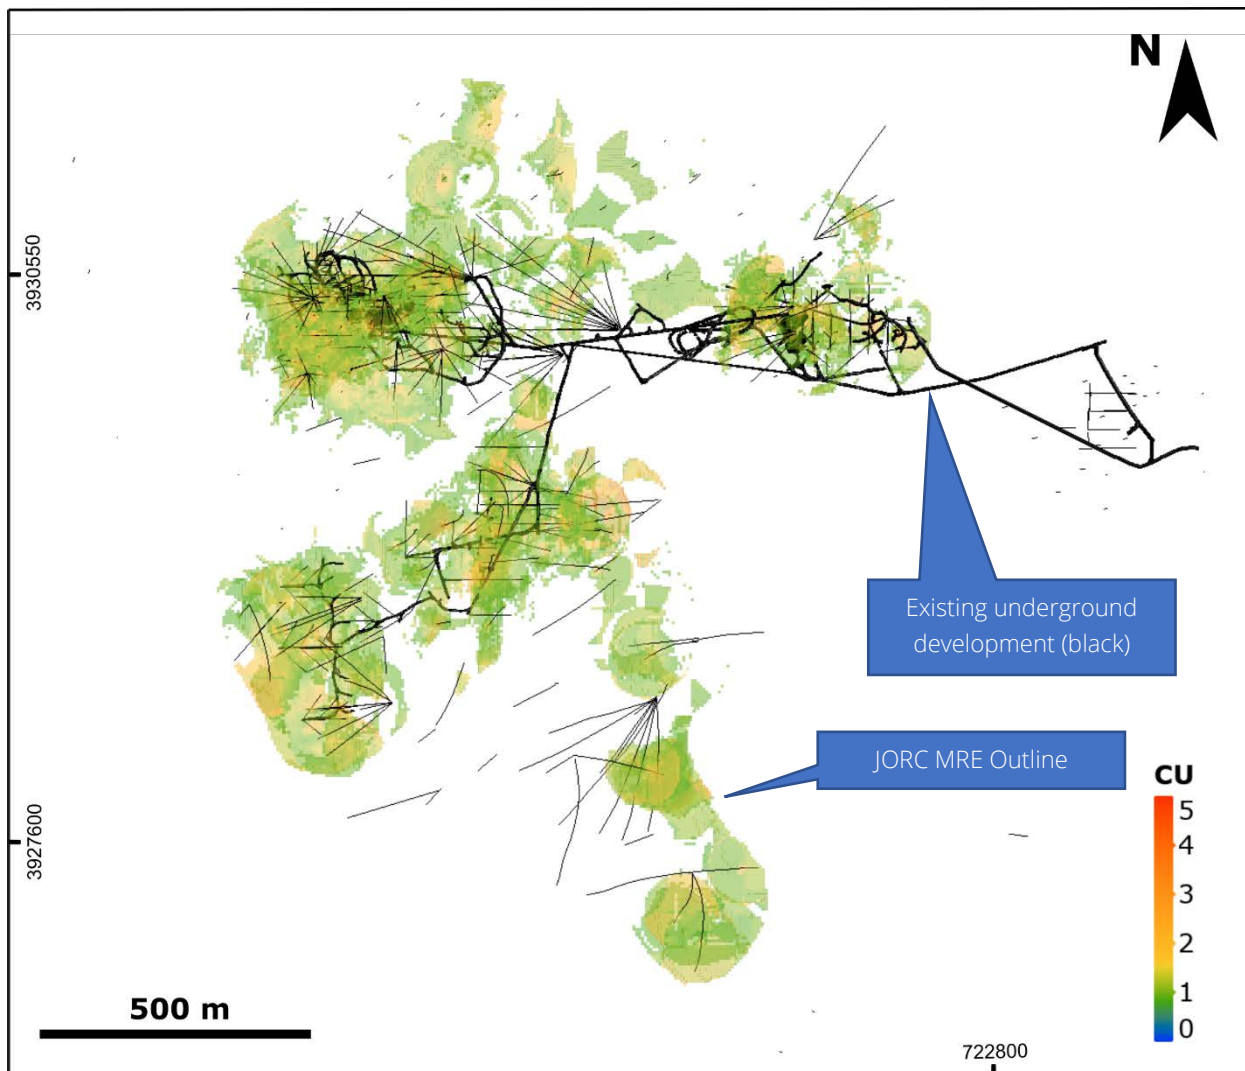 N
3930550
Existing underground
development (black)
JORC MRE Outline
CU
5
4
3
2
1
0
3927600
500 m
722800